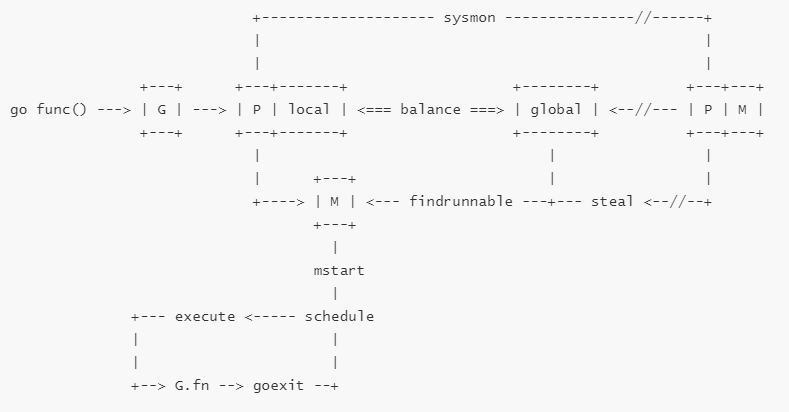 +-------------------- sysmon ---------------//------+
|                                                   |
|                                                   |
+---+      +---+-------+                   +--------+          +---+---+
go func() ---> | G | ---> | P | local | <=== balance ===> | global | <--//--- | P | M |
+---+      +---+-------+                   +--------+          +---+---+
|                                 |                 |
|      +---+                      |                 |
+----> | M | <--- findrunnable ---+--- steal <--//--+
+---+
|
mstart
|
+--- execute <----- schedule
|                      |
|                      |
+--> G.fn --> goexit --+